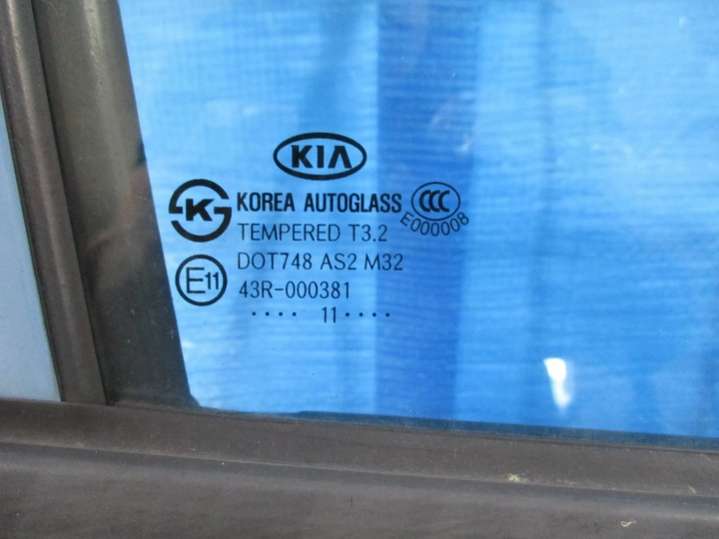 KIA
KOREA AUTOGLASS CCC
K E000008
TEMPERED T3.2
DOT748 AS2 M32
E11 43R-000381
.... 11 ....